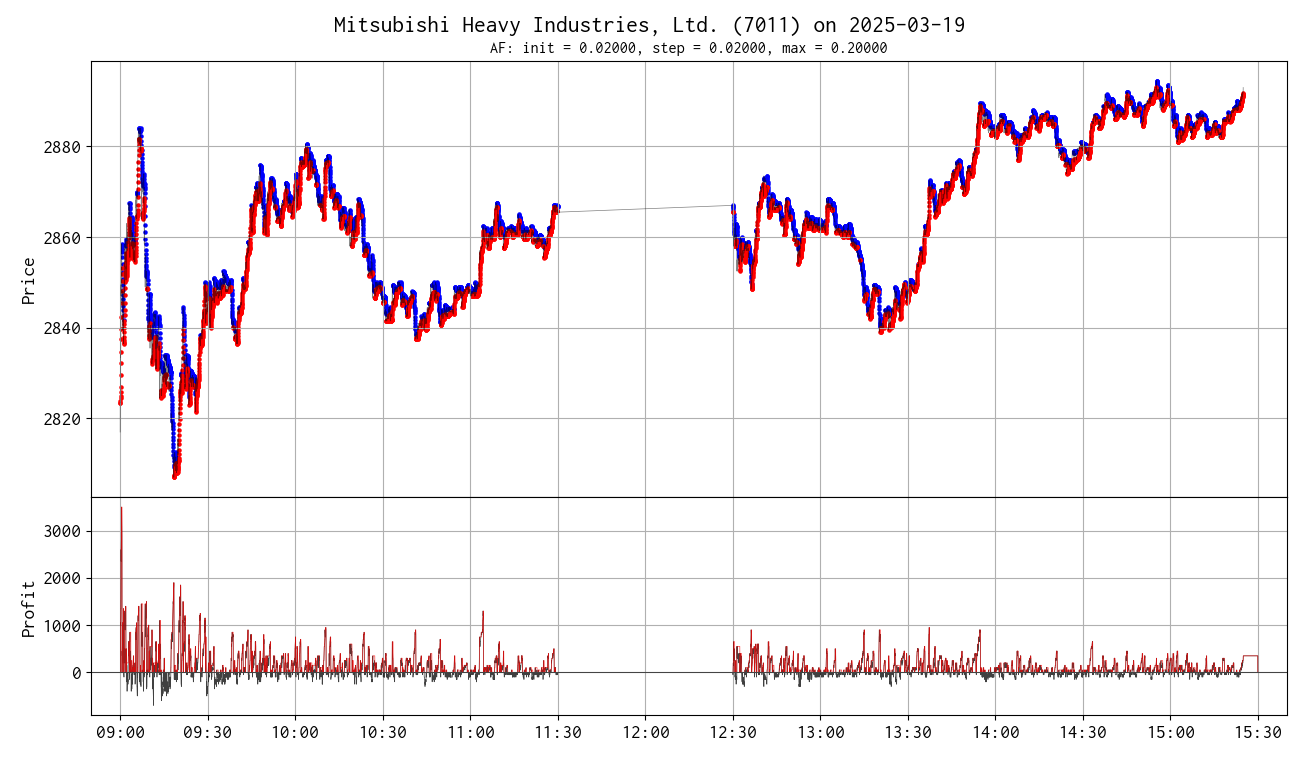 Mitsubishi Heavy Industries, Ltd. (7011) on 2025-03-19
AF: init = 0.02000, step = 0.02000, max = 0.20000
Price
2880
2860
2840
2820
Profit
3000
2000
1000
0
09:00 09:30 10:00 10:30 11:00 11:30 12:00 12:30 13:00 13:30 14:00 14:30 15:00 15:30